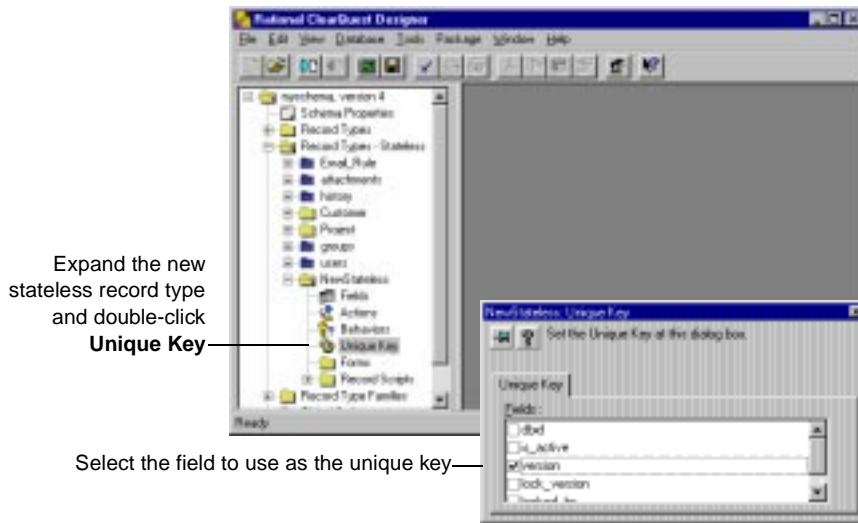 Rational ClearQuest Designer
File Edit View Database Tools Package Window Help
myschema, version 4
Schema Properties
Record Types
Record Types - Stateless
Email_Rule
attachments
history
Customer
Project
groups
users
NewStateless
Fields
Actions
Behaviors
Unique Key
Forms
Record Scripts
Record Type Families
Ready
Expand the new
stateless record type
and double-click
Unique Key
NewStateless: Unique Key
Set the Unique Key at this dialog box.
Unique Key
Fields:
dbid
is_active
version
lock_version
Select the field to use as the unique key